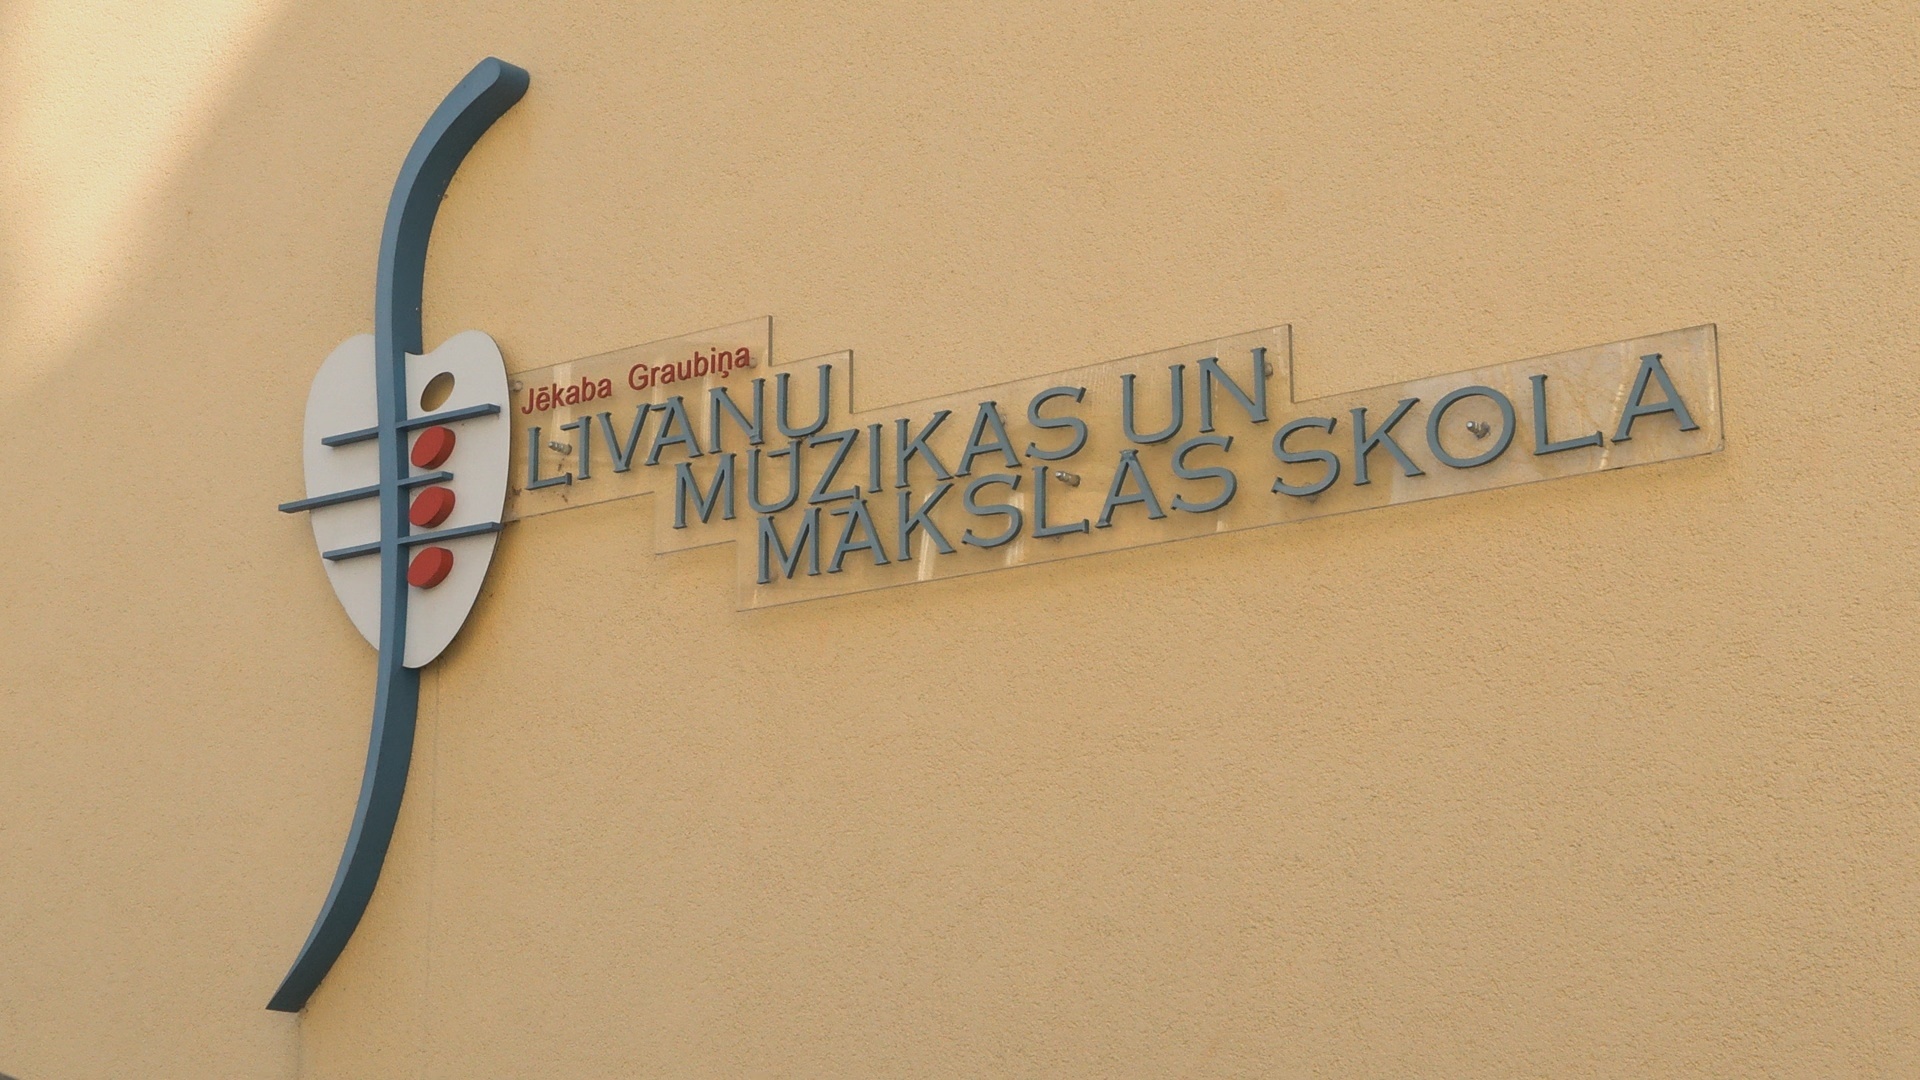 Jēkaba Graubiņa
LĪVĀNU
MŪZIKAS UN
MĀKSLAS SKOLA